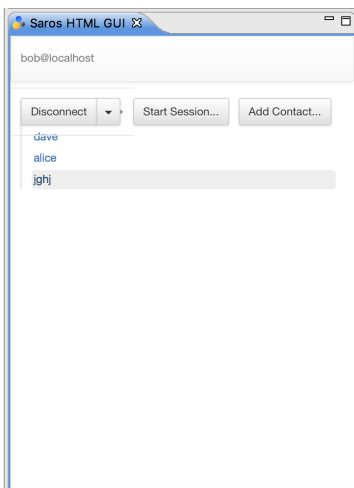 Saros HTML GUI
bob@localhost
Disconnect Start Session... Add Contact...
dave
alice
jghj